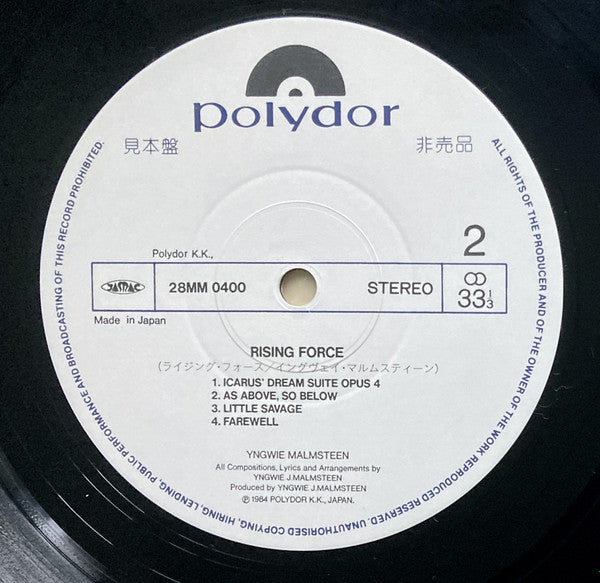 polydor
見本盤
非売品
2
Polydor K.K.,
JASRAC
28MM 0400
STEREO
33 1/3
Made in Japan
RISING FORCE
(ライジング・フォース/イングヴェイ・マルムスティーン)
1. ICARUS' DREAM SUITE OPUS 4
2. AS ABOVE, SO BELOW
3. LITTLE SAVAGE
4. FAREWELL
YNGWIE MALMSTEEN
All Compositions, Lyrics and Arrangements by
YNGWIE J.MALMSTEEN
Produced by YNGWIE J.MALMSTEEN
℗ 1984 POLYDOR K.K., JAPAN.
ALL RIGHTS OF THE PRODUCER AND OF THE OWNER OF THE WORK REPRODUCED RESERVED. UNAUTHORISED COPYING, HIRING, LENDING, PUBLIC PERFORMANCE AND BROADCASTING OF THIS RECORD PROHIBITED.